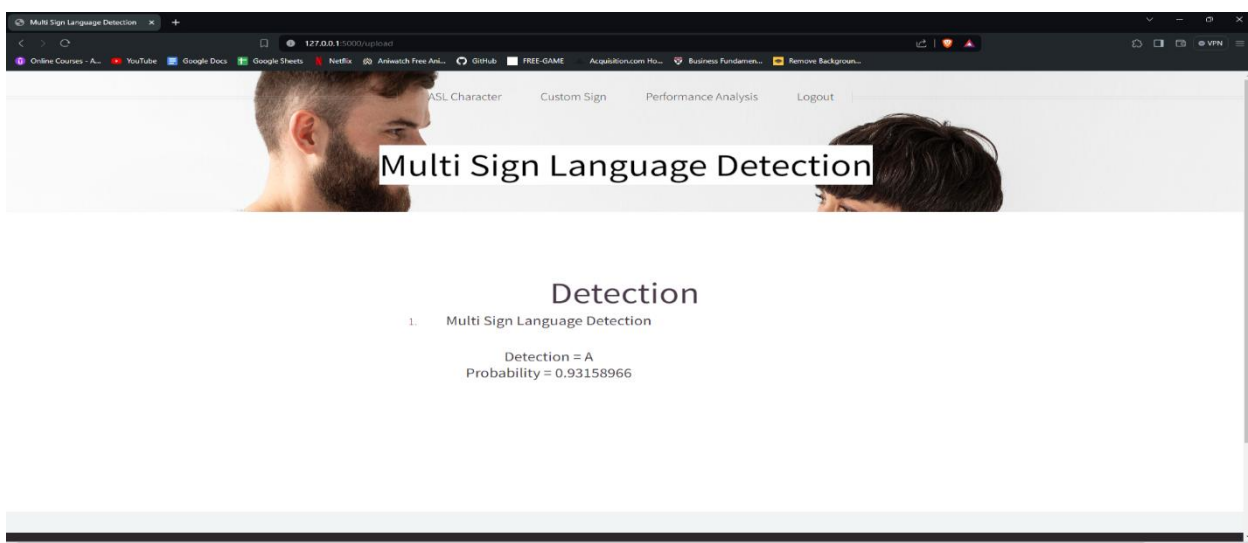 Multi Sign Language Detection
127.0.0.1:5000/upload
VPN
Online Courses - A... YouTube Google Docs Google Sheets Netflix Aniwatch Free Ani... GitHub FREE-GAME Acquisition.com Ho... Business Fundamen... Remove Backgroun...
ASL Character Custom Sign Performance Analysis Logout
Multi Sign Language Detection
Detection
1. Multi Sign Language Detection
Detection = A
Probability = 0.93158966